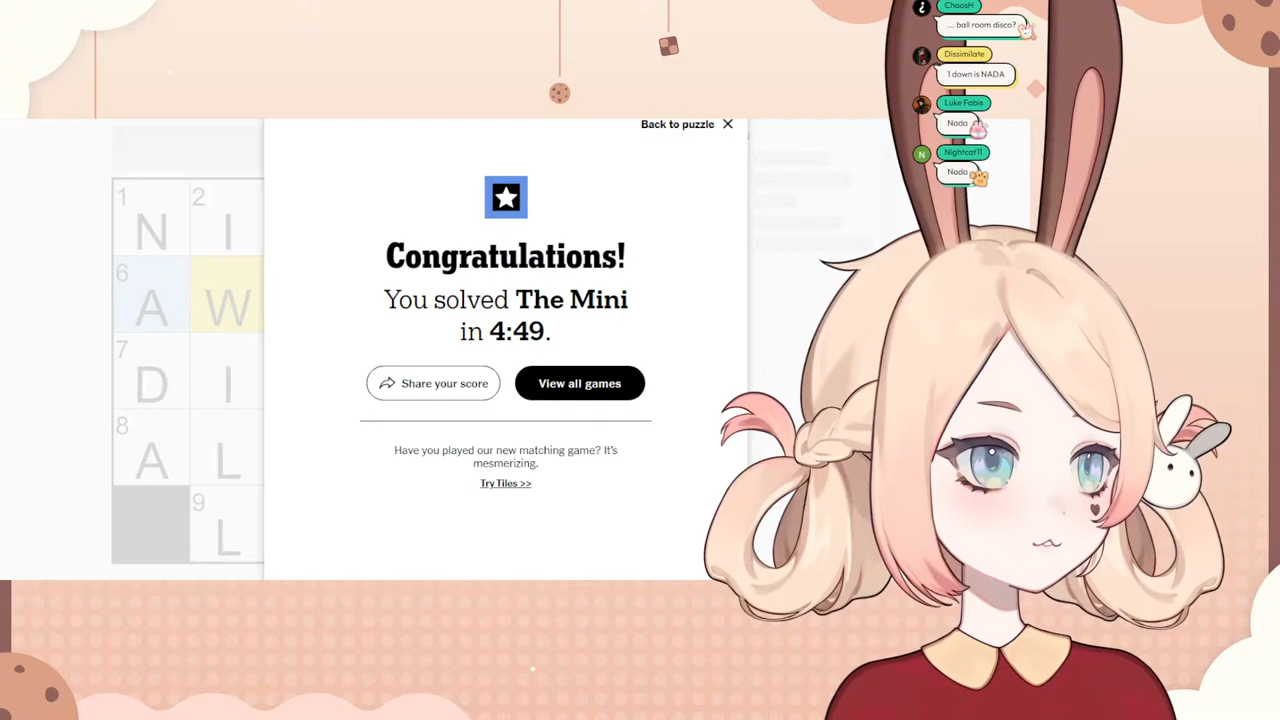 ChaosH
... ball room disco?
Dissimilate
1 down is NADA
Luke Fabis
Nada
N
Nightcat11
Nada
Back to puzzle
Congratulations!
You solved The Mini
in 4:49.
Share your score
View all games
Have you played our new matching game? It's
mesmerizing.
Try Tiles >>
1 N 2 I
6 A W
7 D I
8 A L
9 L